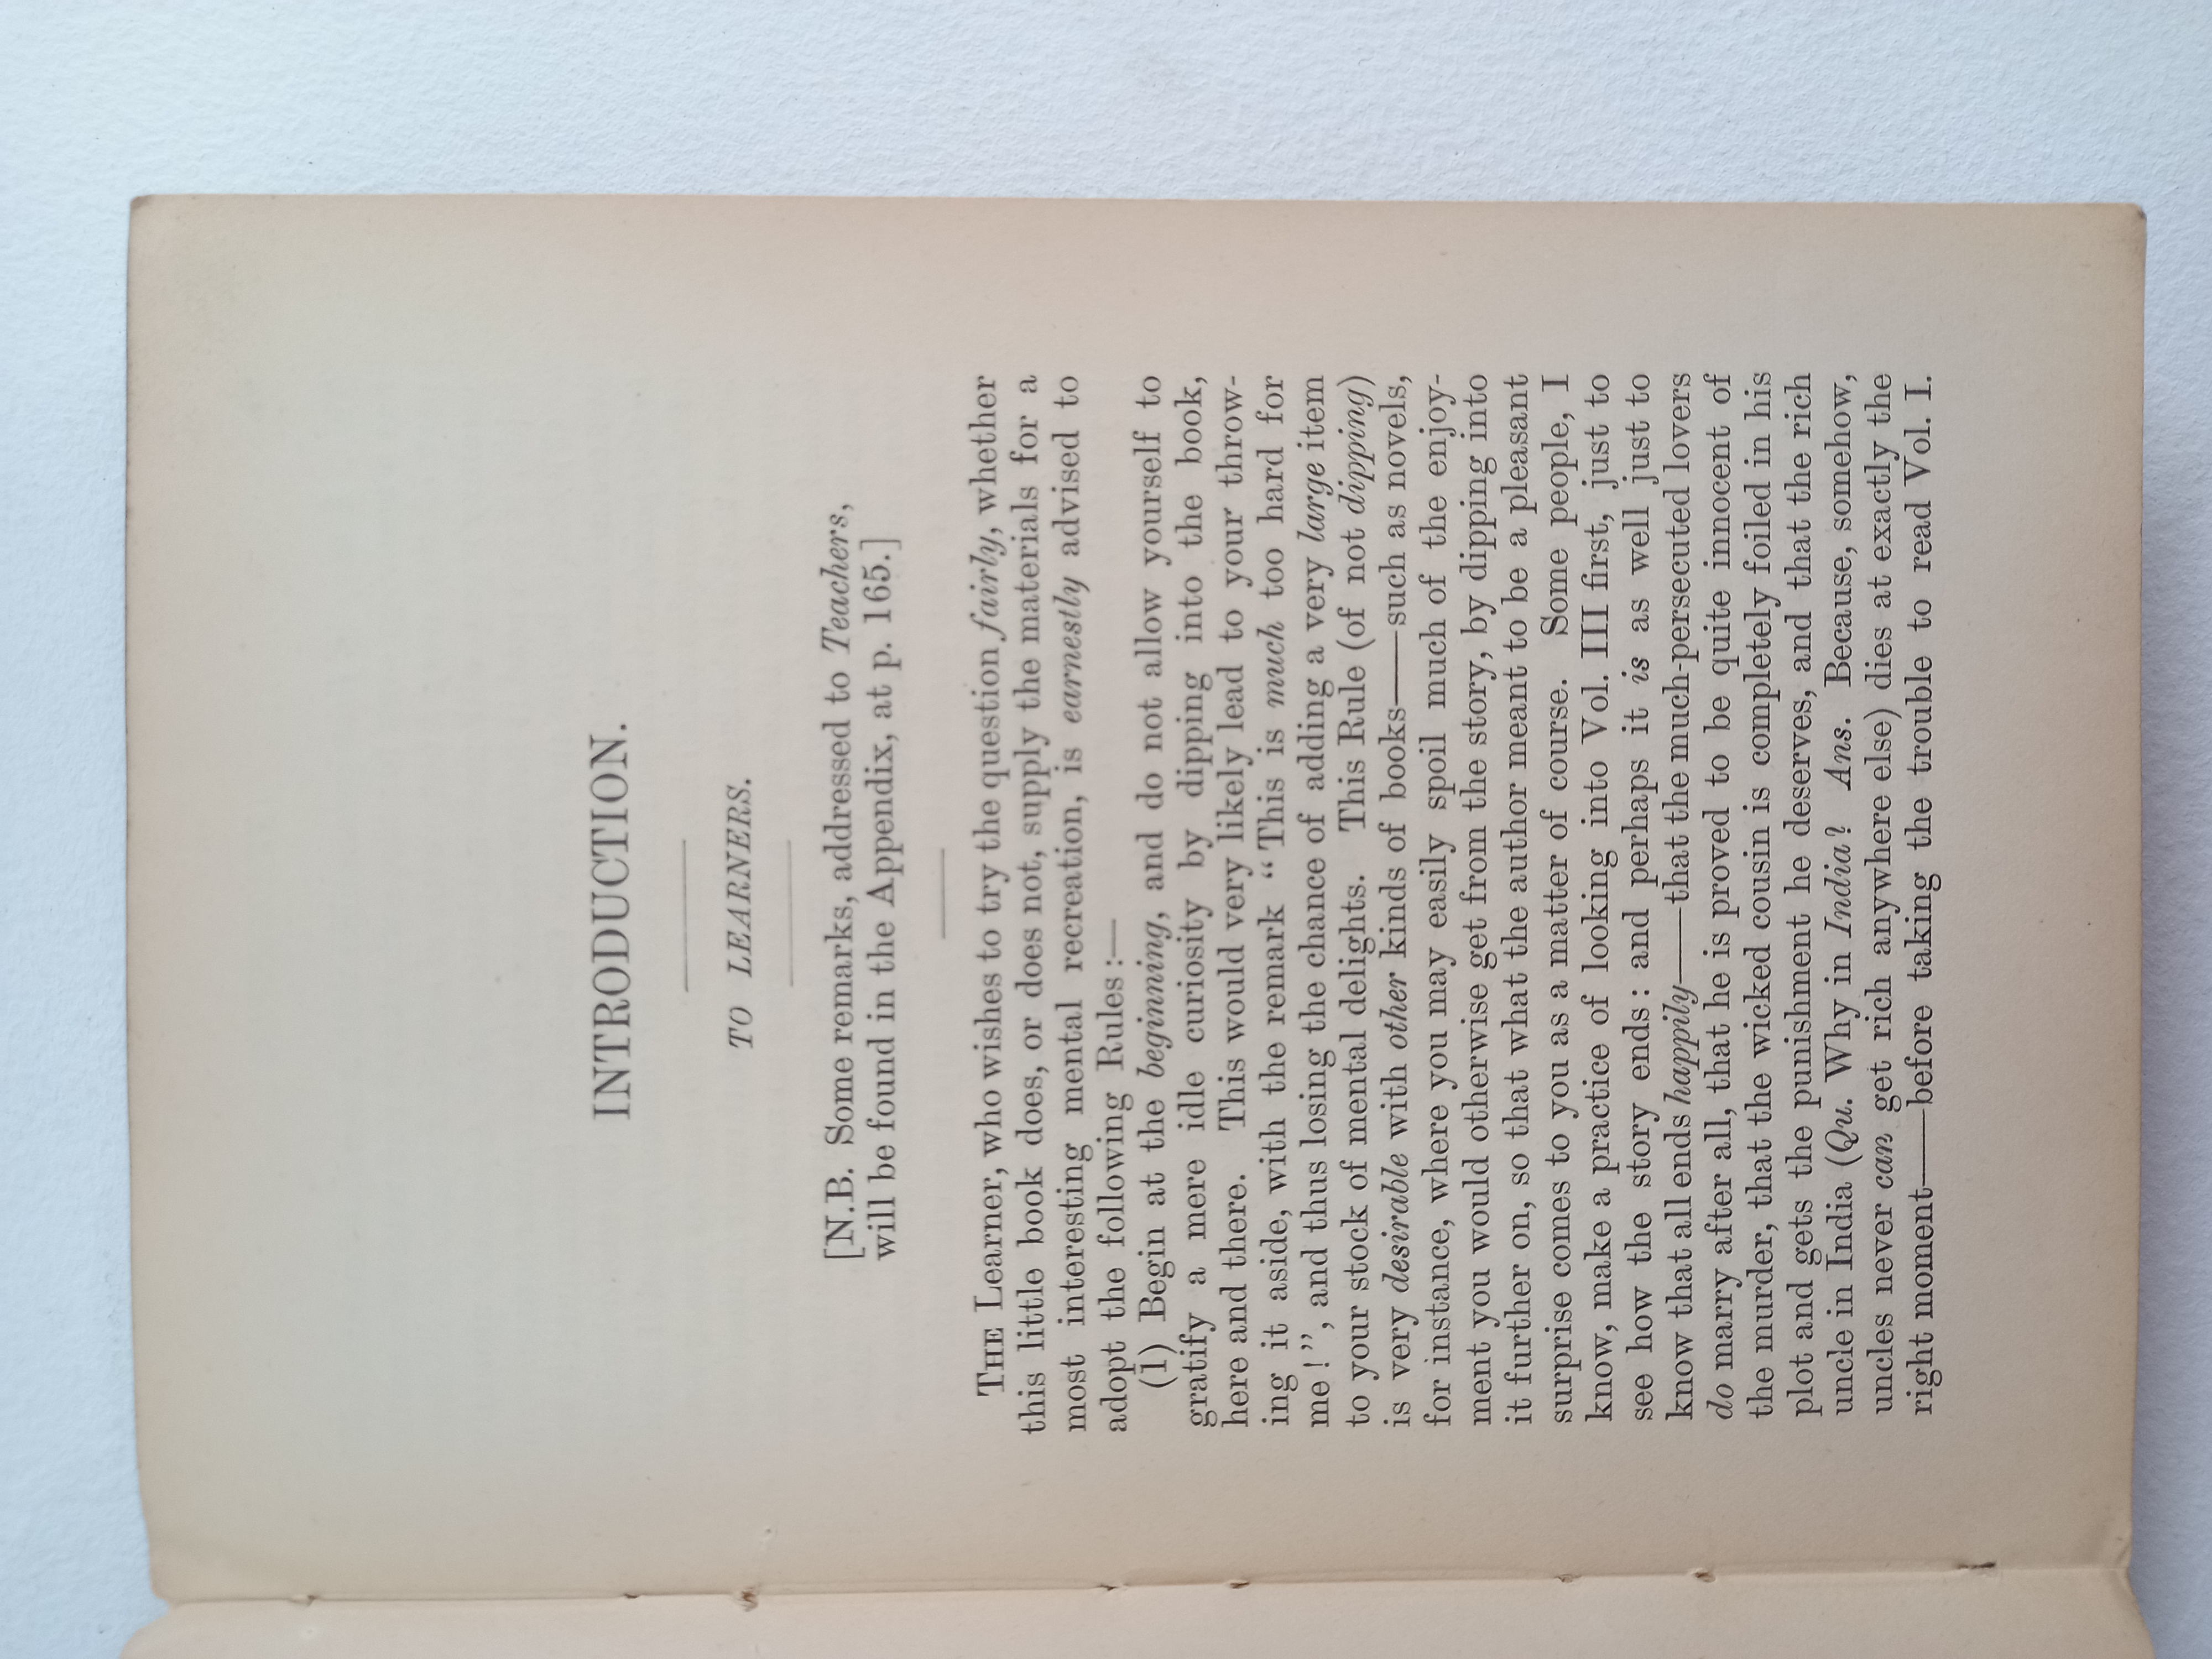 INTRODUCTION.
TO LEARNERS.
[N.B. Some remarks, addressed to Teachers,
will be found in the Appendix, at p. 165.]
THE Learner, who wishes to try the question fairly, whether
this little book does, or does not, supply the materials for a
most interesting mental recreation, is earnestly advised to
adopt the following Rules:—
(1) Begin at the beginning, and do not allow yourself to
gratify a mere idle curiosity by dipping into the book,
here and there. This would very likely lead to your throw-
ing it aside, with the remark “This is much too hard for
me!”, and thus losing the chance of adding a very large item
to your stock of mental delights. This Rule (of not dipping)
is very desirable with other kinds of books——such as novels,
for instance, where you may easily spoil much of the enjoy-
ment you would otherwise get from the story, by dipping into
it further on, so that what the author meant to be a pleasant
surprise comes to you as a matter of course. Some people, I
know, make a practice of looking into Vol. III first, just to
see how the story ends: and perhaps it is as well just to
know that all ends happily——that the much-persecuted lovers
do marry after all, that he is proved to be quite innocent of
the murder, that the wicked cousin is completely foiled in his
plot and gets the punishment he deserves, and that the rich
uncle in India (Qu. Why in India? Ans. Because, somehow,
uncles never can get rich anywhere else) dies at exactly the
right moment——before taking the trouble to read Vol. I.